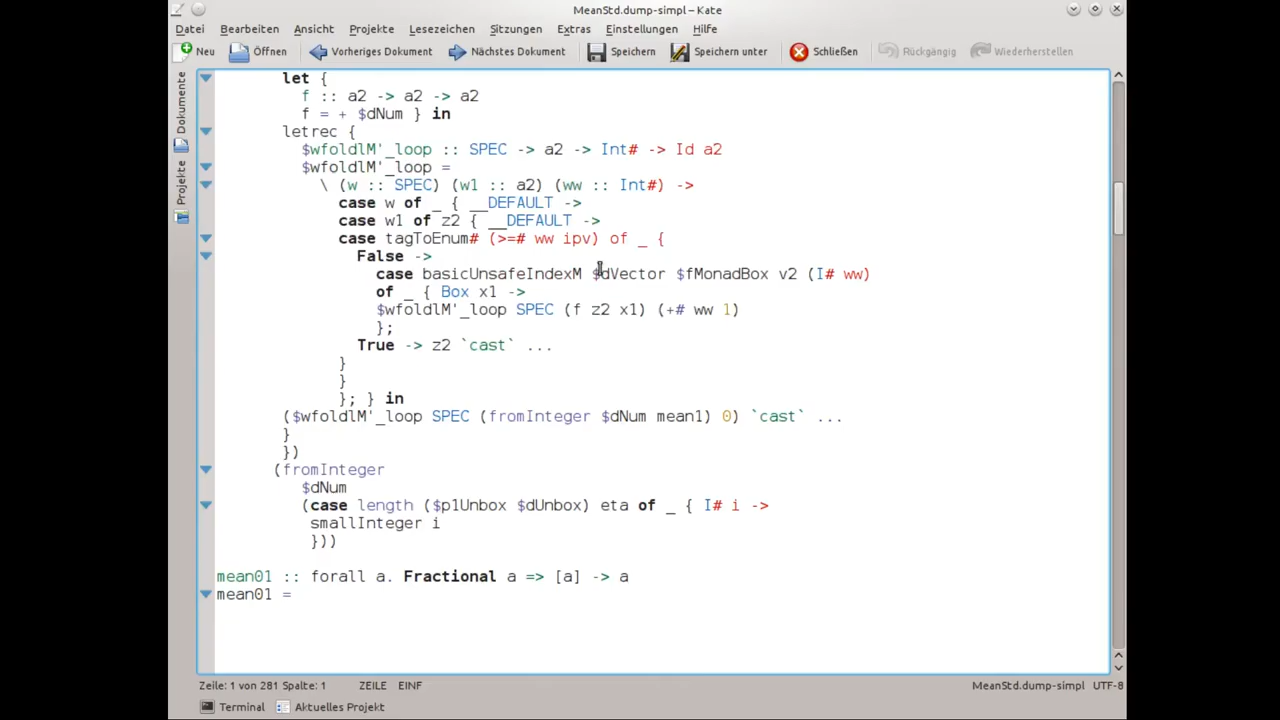 MeanStd.dump-simpl – Kate
Datei Bearbeiten Ansicht Projekte Lesezeichen Sitzungen Extras Einstellungen Hilfe
Neu Öffnen Vorheriges Dokument Nächstes Dokument Speichern Speichern unter Schließen Rückgängig Wiederherstellen
Dokumente
Projekte
let {
f :: a2 -> a2 -> a2
f = + $dNum } in
letrec {
$wfoldlM'_loop :: SPEC -> a2 -> Int# -> Id a2
$wfoldlM'_loop =
\ (w :: SPEC) (w1 :: a2) (ww :: Int#) ->
case w of _ { __DEFAULT ->
case w1 of z2 { __DEFAULT ->
case tagToEnum# (>=# ww ipv) of _ {
False ->
case basicUnsafeIndexM $dVector $fMonadBox v2 (I# ww)
of _ { Box x1 ->
$wfoldlM'_loop SPEC (f z2 x1) (+# ww 1)
};
True -> z2 `cast` ...
}
}
}; } in
($wfoldlM'_loop SPEC (fromInteger $dNum mean1) 0) `cast` ...
}
})
(fromInteger
$dNum
(case length ($p1Unbox $dUnbox) eta of _ { I# i ->
smallInteger i
}))
mean01 :: forall a. Fractional a => [a] -> a
mean01 =
Zeile: 1 von 281 Spalte: 1 ZEILE EINF MeanStd.dump-simpl UTF-8
Terminal Aktuelles Projekt